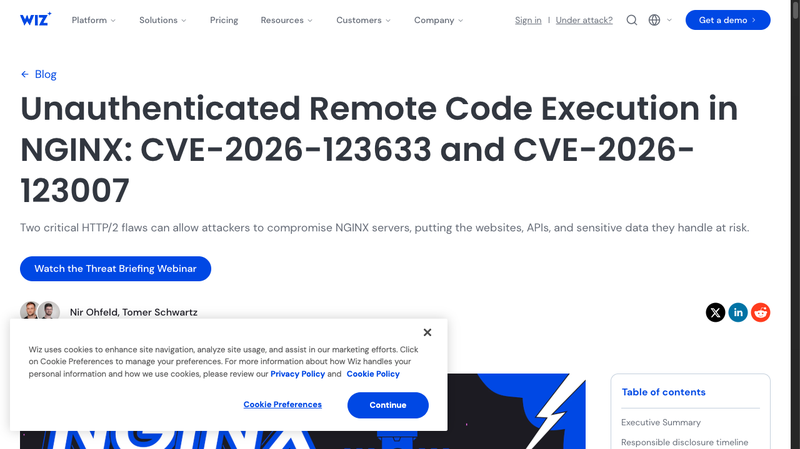 WIZ
Platform Solutions Pricing Resources Customers Company Sign in | Under attack? Get a demo
← Blog
Unauthenticated Remote Code Execution in
NGINX: CVE-2026-123633 and CVE-2026-
123007
Two critical HTTP/2 flaws can allow attackers to compromise NGINX servers, putting the websites, APIs, and sensitive data they handle at risk.
Watch the Threat Briefing Webinar
Nir Ohfeld, Tomer Schwartz
Wiz uses cookies to enhance site navigation, analyze site usage, and assist in our marketing efforts. Click
on Cookie Preferences to manage your preferences. For more information about how Wiz handles your
personal information and how we use cookies, please review our Privacy Policy and Cookie Policy
Cookie Preferences Continue
NGINX
Table of contents
Executive Summary
Responsible disclosure timeline